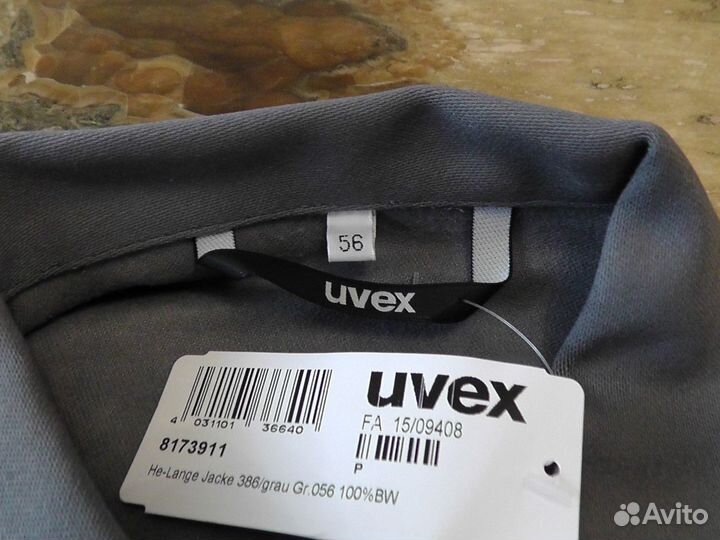 56
uvex
uvex
4 031101 36640
FA 15/09408
8173911
P
He-Lange Jacke 386/grau Gr.056 100%BW
Avito